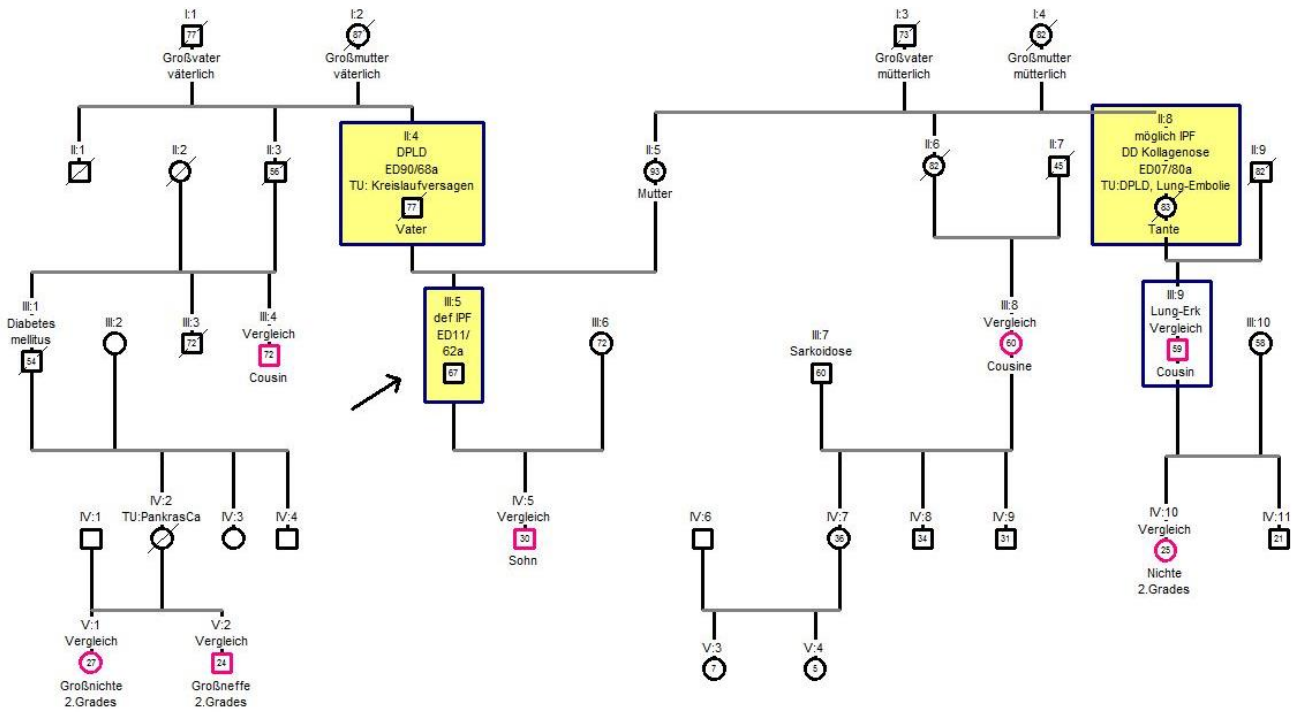 I:1
77
Großvater
väterlich
I:2
87
Großmutter
väterlich
I:3
73
Großvater
mütterlich
I:4
82
Großmutter
mütterlich
II:1
II:2
II:3
56
II:4
DPLD
ED90/68a
TU: Kreislaufversagen
77
Vater
II:5
93
Mutter
II:6
82
II:7
45
II:8
möglich IPF
DD Kollagenose
ED07/80a
TU:DPLD, Lung-Embolie
83
Tante
II:9
82
III:1
Diabetes
mellitus
54
III:2
III:3
72
III:4
Vergleich
72
Cousin
III:5
def IPF
ED11/
62a
67
III:6
72
III:7
Sarkoidose
60
III:8
Vergleich
60
Cousine
III:9
Lung-Erk
Vergleich
59
Cousin
III:10
58
IV:1
IV:2
TU:PankrasCa
IV:3
IV:4
IV:5
Vergleich
30
Sohn
IV:6
IV:7
36
IV:8
34
IV:9
31
IV:10
Vergleich
25
Nichte
2.Grades
IV:11
21
V:1
Vergleich
27
Großnichte
2.Grades
V:2
Vergleich
24
Großneffe
2.Grades
V:3
7
V:4
5